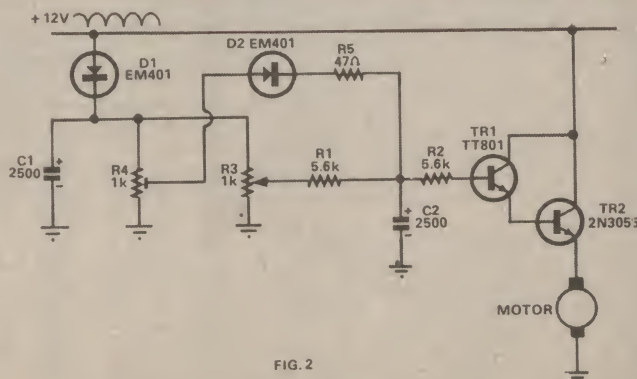 + 12V
D1
EM401
D2 EM401
R5
47Ω
C1
2500
+
-
R4
1k
R3
1k
R1
5.6k
R2
5.6k
TR1
TT801
+
-
C2
2500
TR2
2N3055
MOTOR
FIG. 2